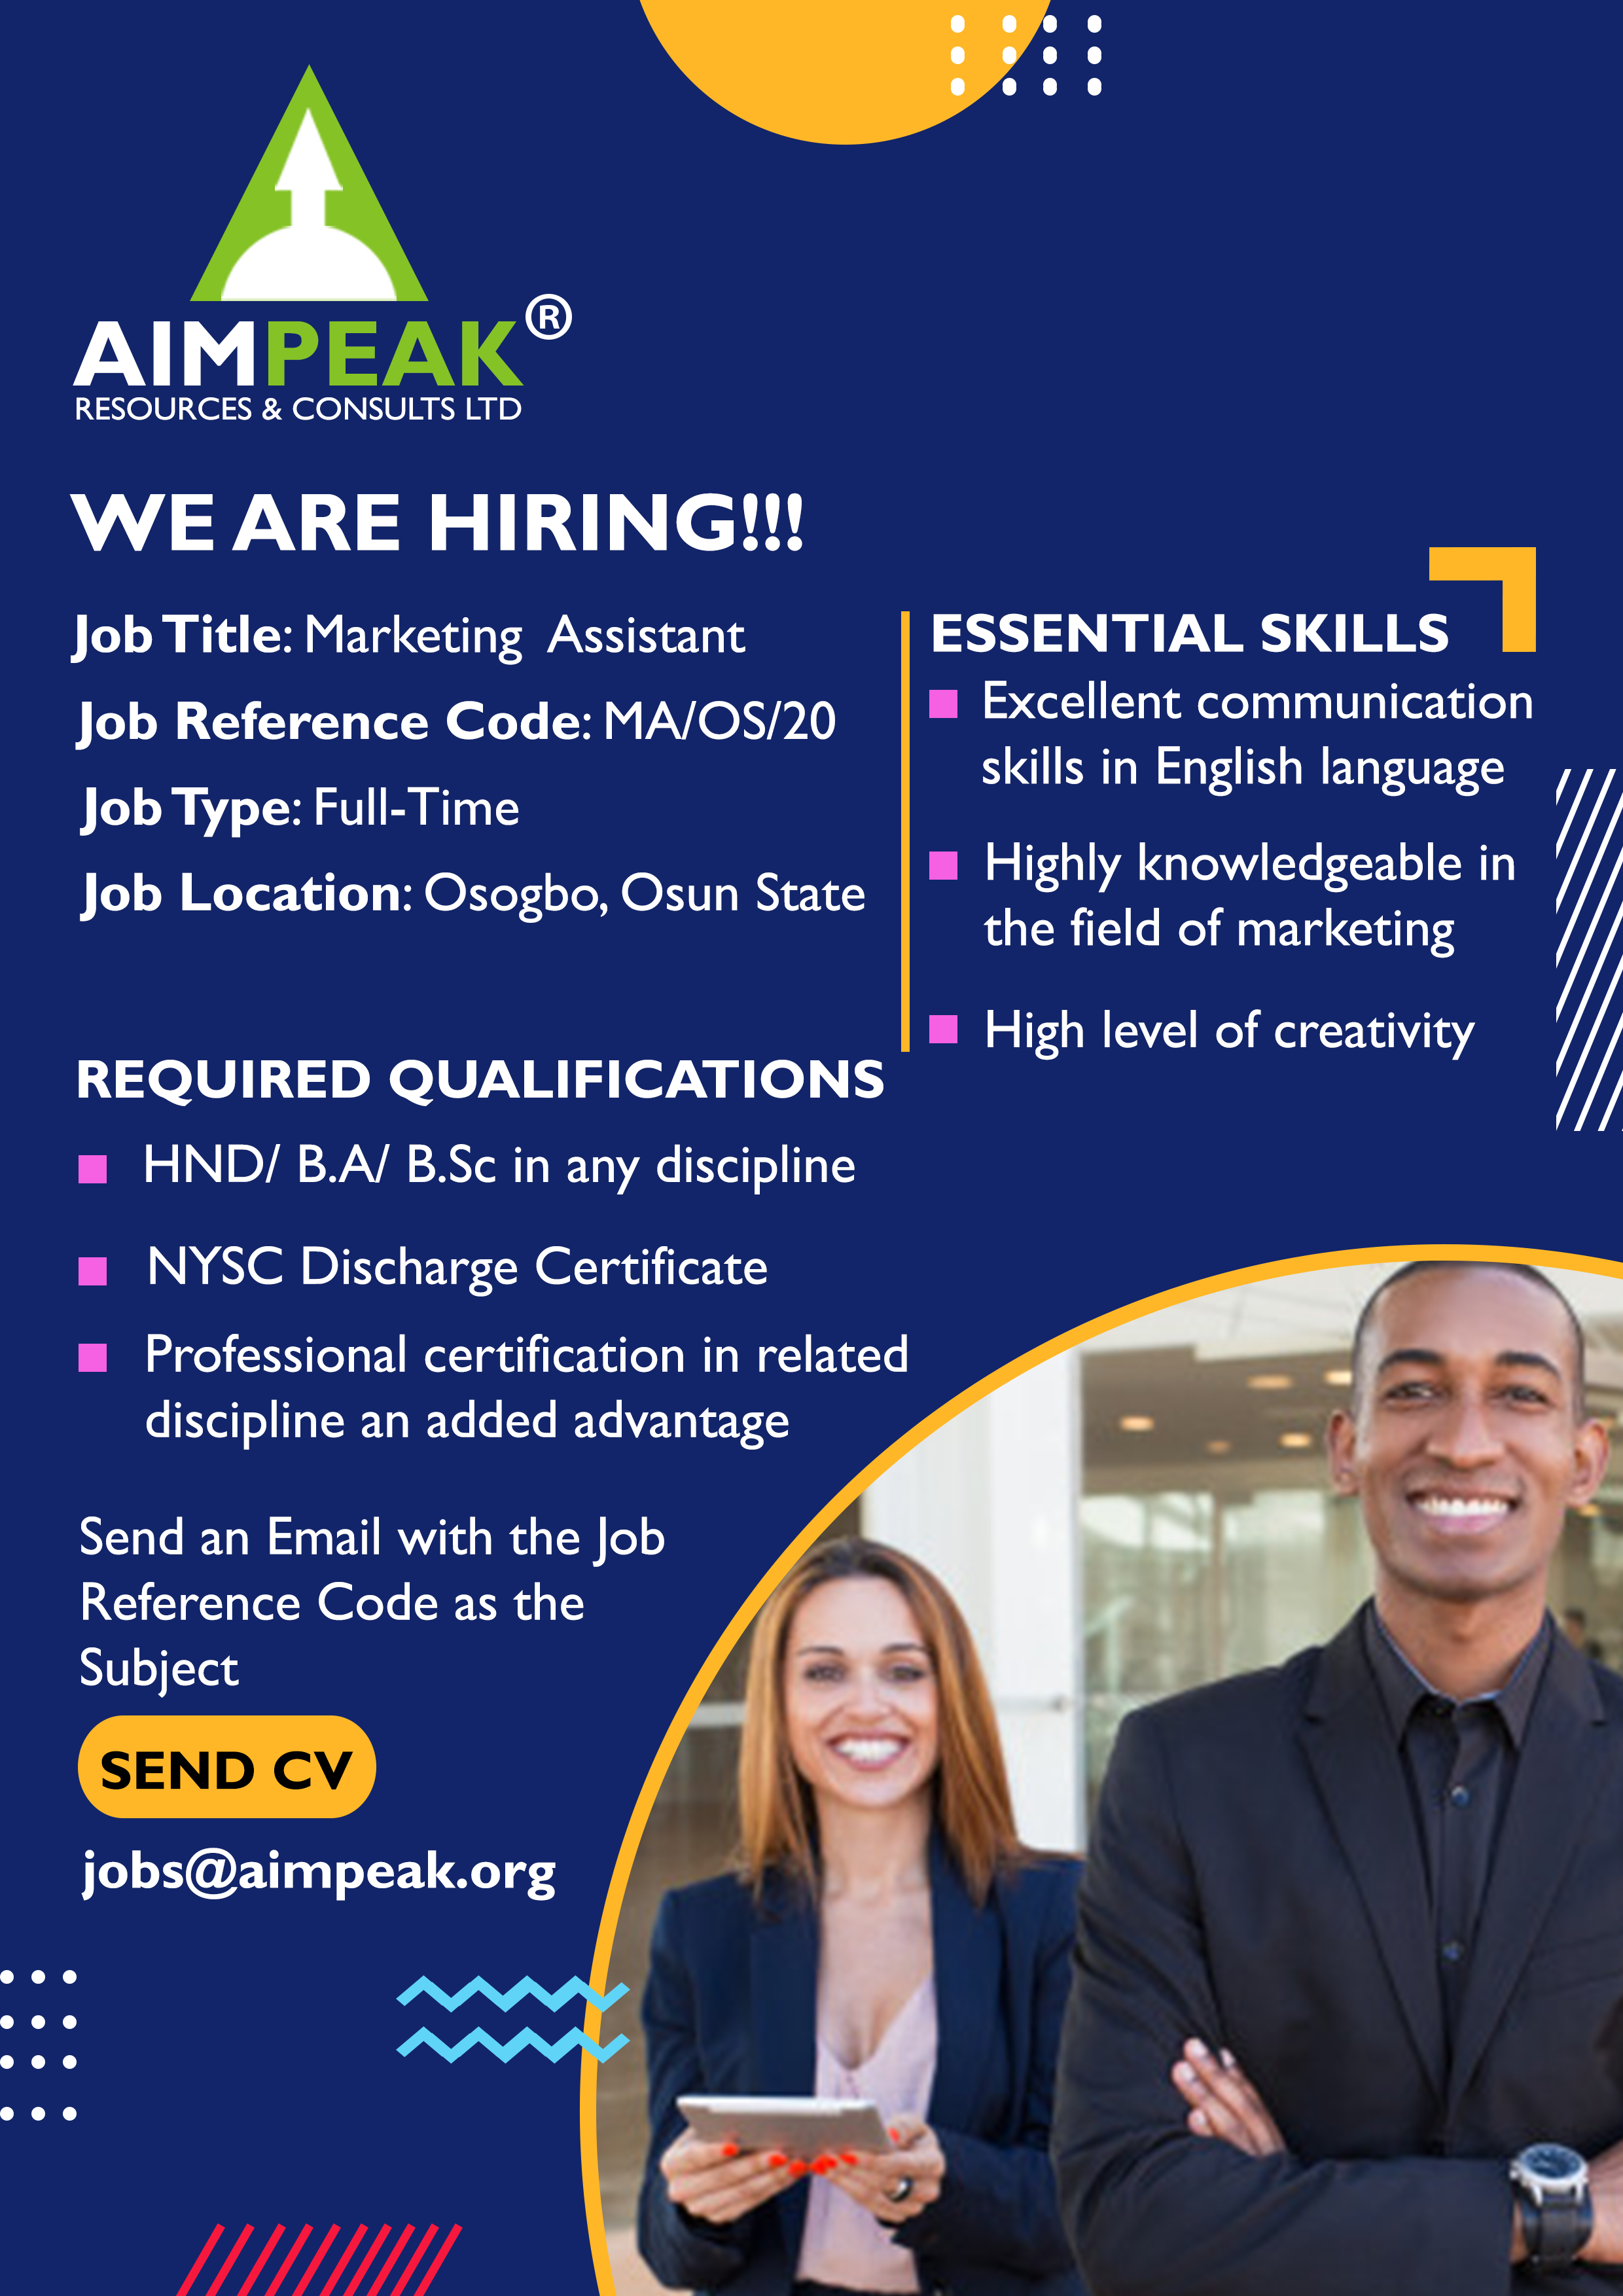 AIMPEAK®
RESOURCES & CONSULTS LTD
WE ARE HIRING!!!
Job Title: Marketing Assistant
Job Reference Code: MA/OS/20
Job Type: Full-Time
Job Location: Osogbo, Osun State
ESSENTIAL SKILLS
Excellent communication
skills in English language
Highly knowledgeable in
the field of marketing
High level of creativity
REQUIRED QUALIFICATIONS
HND/ B.A/ B.Sc in any discipline
NYSC Discharge Certificate
Professional certification in related
discipline an added advantage
Send an Email with the Job
Reference Code as the
Subject
SEND CV
jobs@aimpeak.org